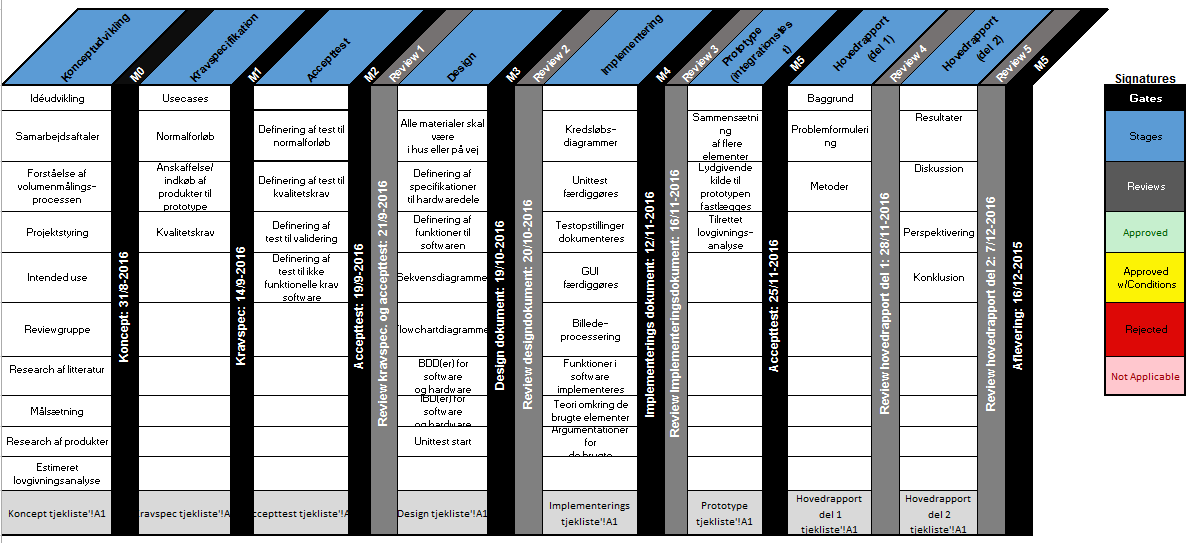 Konceptudvikling
M0
Kravspecifikation
M1
Accepttest
M2
Review 1
Design
M3
Review 2
Implementering
M4
Review 3
Prototype
(integrationstes
t)
M5
Hovedrapport
(del 1)
Review 4
Hovedrapport
(del 2)
Review 5
M5
Idéudvikling
Samarbejdsaftaler
Forståelse af
volumenmålings-
processen
Projektstyring
Intended use
Reviewgruppe
Research af litteratur
Målsætning
Research af produkter
Estimeret
lovgivningsanalyse
Koncept tjekliste'!A1
Koncept: 31/8-2016
Usecases
Normalforløb
Anskaffelse/
indkøb af
produkter til
prototype
Kvalitetskrav
kravspec tjekliste'!A1
Kravspec: 14/9-2016
Definering af test til
normalforløb
Definering af test til
kvalitetskrav
Definering af
test til validering
Definering af
test til ikke
funktionelle krav
software
Accepttest tjekliste'!A1
Accepttest: 19/9-2016
Review kravspec. og accepttest: 21/9-2016
Alle materialer skal
være
i hus eller på vej
Definering af
specifikationer
til hardwaredele
Definering af
funktioner til
softwaren
Sekvensdiagrammer
flowchartdiagrammer
BDD(er) for
software
og hardware
IBD(er) for
software
og hardware
Unittest start
Design tjekliste'!A1
Design dokument: 19/10-2016
Review designdokument: 20/10-2016
Kredsløbs-
diagrammer
Unittest
færdiggøres
Testopstillinger
dokumenteres
GUI
færdiggøres
Billede-
processering
Funktioner i
software
implementeres
Teori omkring de
brugte elementer
Argumentationer
for
de brugte
Implementerings
tjekliste'!A1
Implementerings dokument: 12/11-2016
Review Implementeringsdokument: 16/11-2016
Sammensætni
ng
af flere
elementer
Lydgivende
kilde til
prototypen
fastlægges
Tilrettet
lovgivnings-
analyse
Prototype
tjekliste'!A1
Accepttest: 25/11-2016
Baggrund
Problemformuleri
ng
Metoder
Hovedrapport
del 1
tjekliste'!A1
Review hovedrapport del 1: 28/11-2016
Resultater
Diskussion
Perspektivering
Konklusion
Hovedrapport
del 2
tjekliste'!A1
Review hovedrapport del 2: 7/12-2016
Aflevering: 16/12-2015
Signatures
Gates
Stages
Reviews
Approved
Approved
w/Conditions
Rejected
Not Applicable